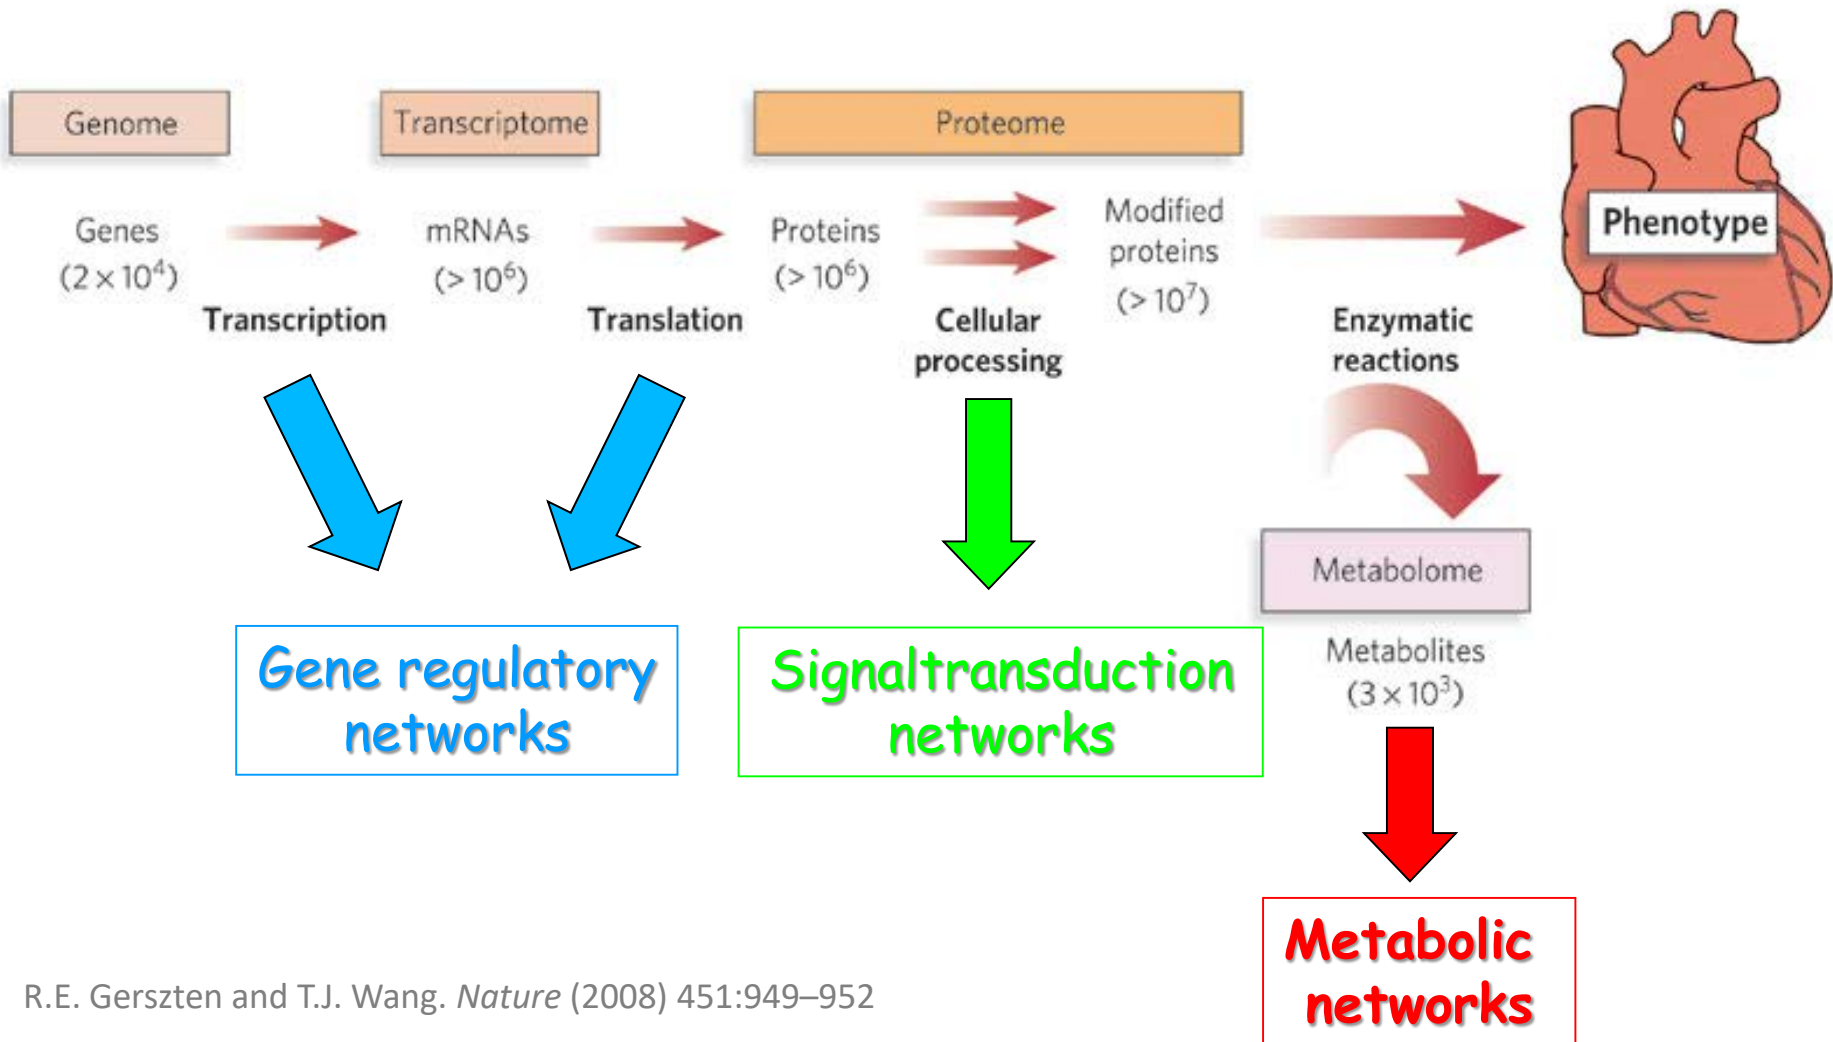 Genome
Transcriptome
Proteome
Genes
(2 × 10⁴)
mRNAs
(> 10⁶)
Proteins
(> 10⁶)
Modified
proteins
(> 10⁷)
Phenotype
Transcription
Translation
Cellular
processing
Enzymatic
reactions
Metabolome
Metabolites
(3 × 10³)
Gene regulatory
networks
Signaltransduction
networks
Metabolic
networks
R.E. Gerszten and T.J. Wang. Nature (2008) 451:949–952